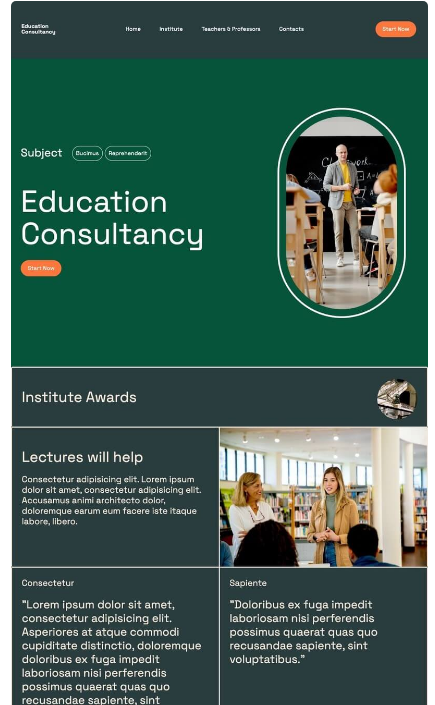 Education
Consultancy
Home Institute Teachers & Professors Contacts
Start Now
Subject Bucimus Reprehenderit
Education
Consultancy
Start Now
Institute Awards
Lectures will help
Consectetur adipisicing elit. Lorem ipsum
dolor sit amet, consectetur adipisicing elit.
Accusamus animi architecto dolor,
doloremque earum eum facere iste itaque
labore, libero.
Consectetur
"Lorem ipsum dolor sit amet,
consectetur adipisicing elit.
Asperiores at atque commodi
cupiditate distinctio, doloremque
doloribus ex fuga impedit
laboriosam nisi perferendis
possimus quaerat quas quo
recusandae sapiente, sint
Sapiente
"Doloribus ex fuga impedit
laboriosam nisi perferendis
possimus quaerat quas quo
recusandae sapiente, sint
voluptatibus."